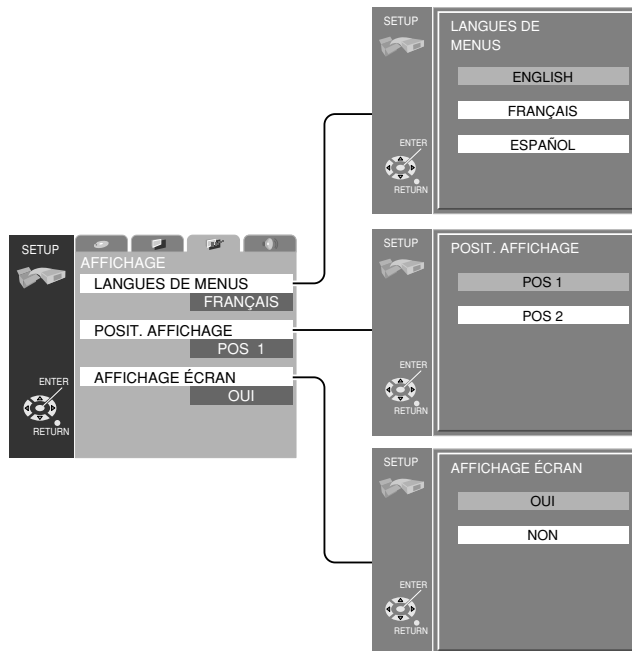 SETUP
AFFICHAGE
LANGUES DE MENUS
FRANÇAIS
POSIT. AFFICHAGE
POS 1
AFFICHAGE ÉCRAN
OUI
ENTER
RETURN
SETUP
LANGUES DE
MENUS
ENGLISH
FRANÇAIS
ESPAÑOL
ENTER
RETURN
SETUP
POSIT. AFFICHAGE
POS 1
POS 2
ENTER
RETURN
SETUP
AFFICHAGE ÉCRAN
OUI
NON
ENTER
RETURN